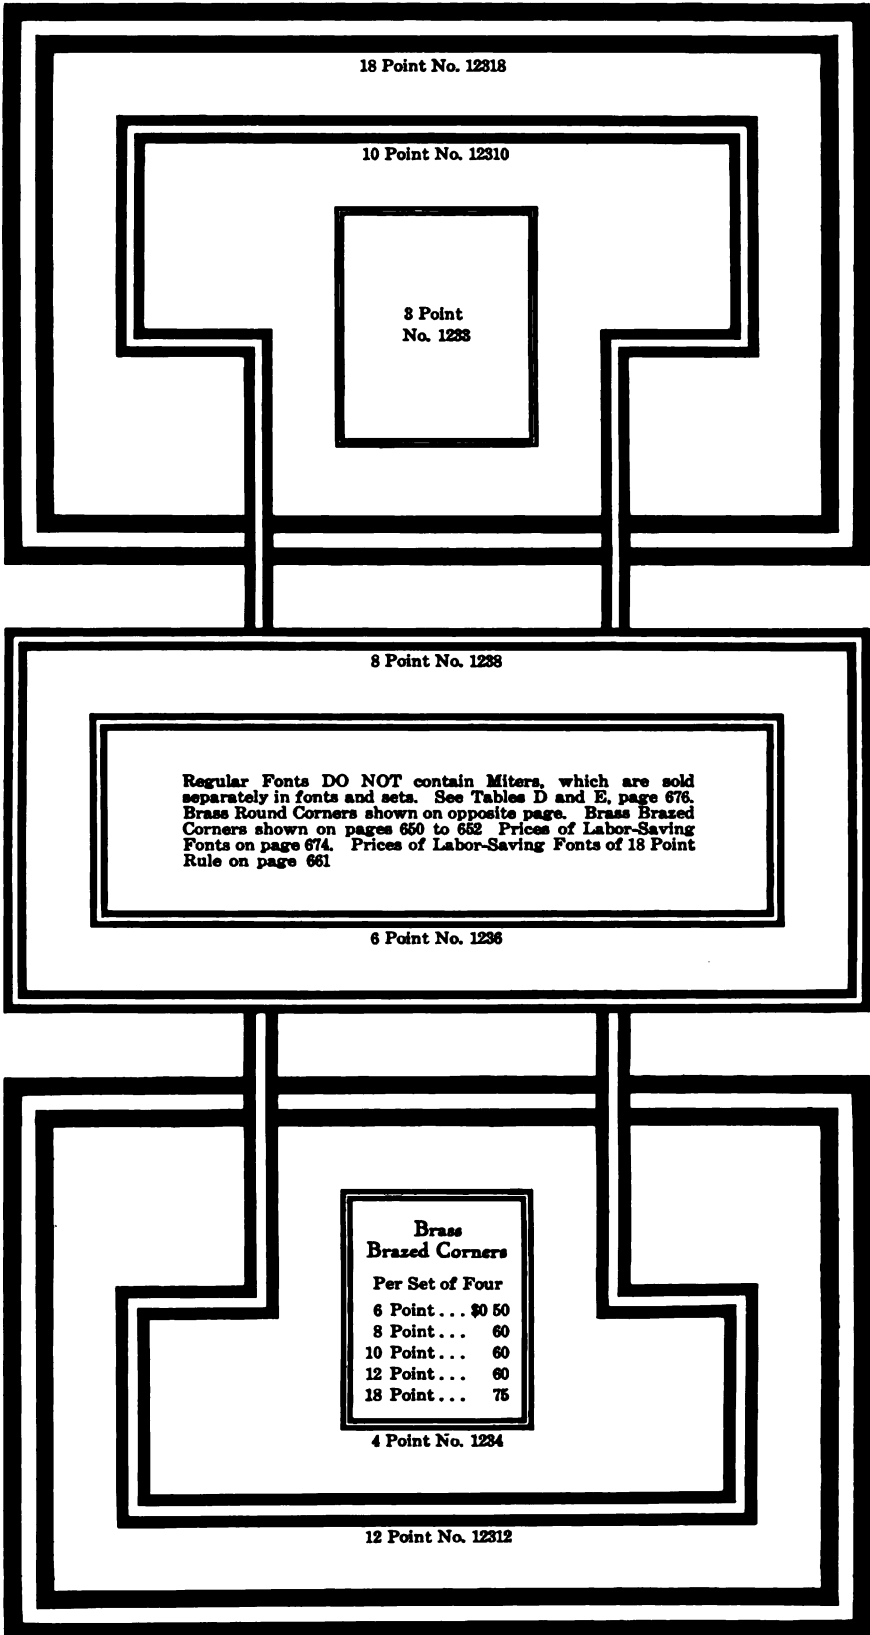 18 Point No. 12318
10 Point No. 12310
3 Point
No. 1233
8 Point No. 1238
Regular Fonts DO NOT contain Miters, which are sold
separately in fonts and sets. See Tables D and E, page 676.
Brass Round Corners shown on opposite page. Brass Brazed
Corners shown on pages 650 to 652 Prices of Labor-Saving
Fonts on page 674. Prices of Labor-Saving Fonts of 18 Point
Rule on page 661
6 Point No. 1236
Brass
Brazed Corners
Per Set of Four
6 Point... $0 50
8 Point... 60
10 Point... 60
12 Point... 60
18 Point... 75
4 Point No. 1234
12 Point No. 12312